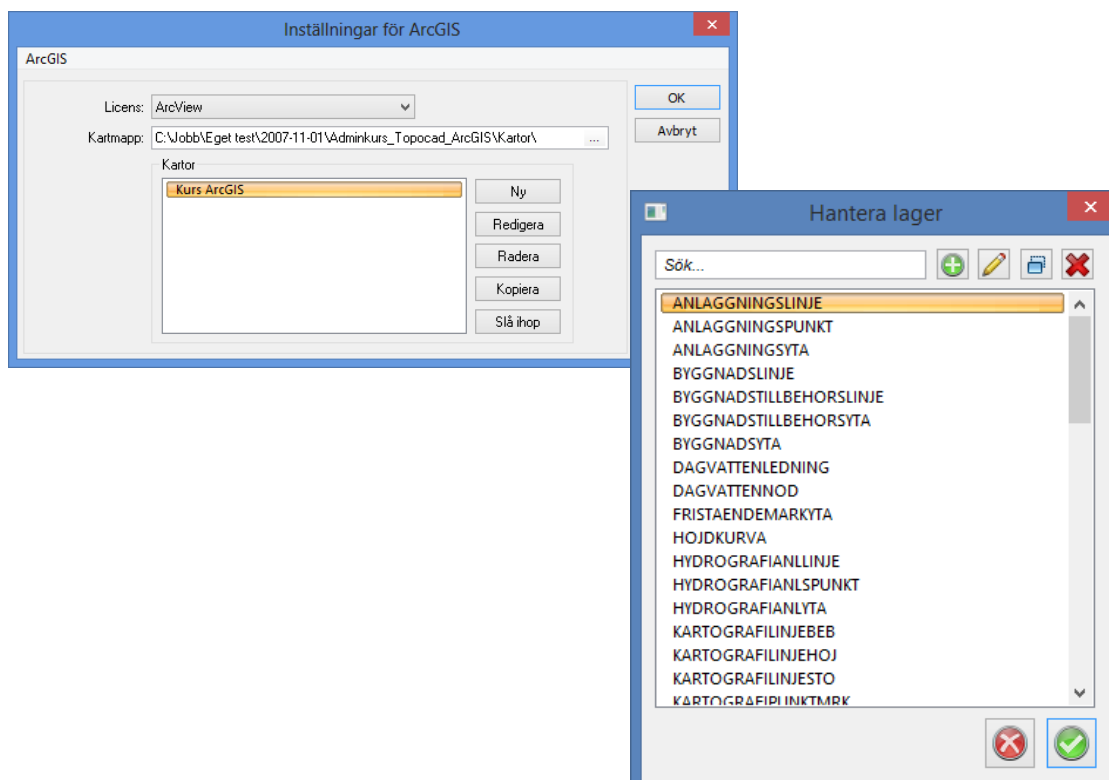 Inställningar för ArcGIS
ArcGIS
Licens: ArcView
OK
Kartmapp: C:\Jobb\Eget test\2007-11-01\Adminkurs_Topocad_ArcGIS\Kartor\ ...
Avbryt
Kartor
Kurs ArcGIS
Ny
Redigera
Radera
Kopiera
Slå ihop
Hantera lager
Sök...
ANLAGGNINGSLINJE
ANLAGGNINGSPUNKT
ANLAGGNINGSYTA
BYGGNADSLINJE
BYGGNADSTILLBEHORSLINJE
BYGGNADSTILLBEHORSYTA
BYGGNADSYTA
DAGVATTENLEDNING
DAGVATTENNOD
FRISTAENDEMARKYTA
HOJDKURVA
HYDROGRAFIANLLINJE
HYDROGRAFIANLSPUNKT
HYDROGRAFIANLYTA
KARTOGRAFILINJEBEB
KARTOGRAFILINJEHOJ
KARTOGRAFILINJESTO
KARTOGRAFIPUNKTMRK